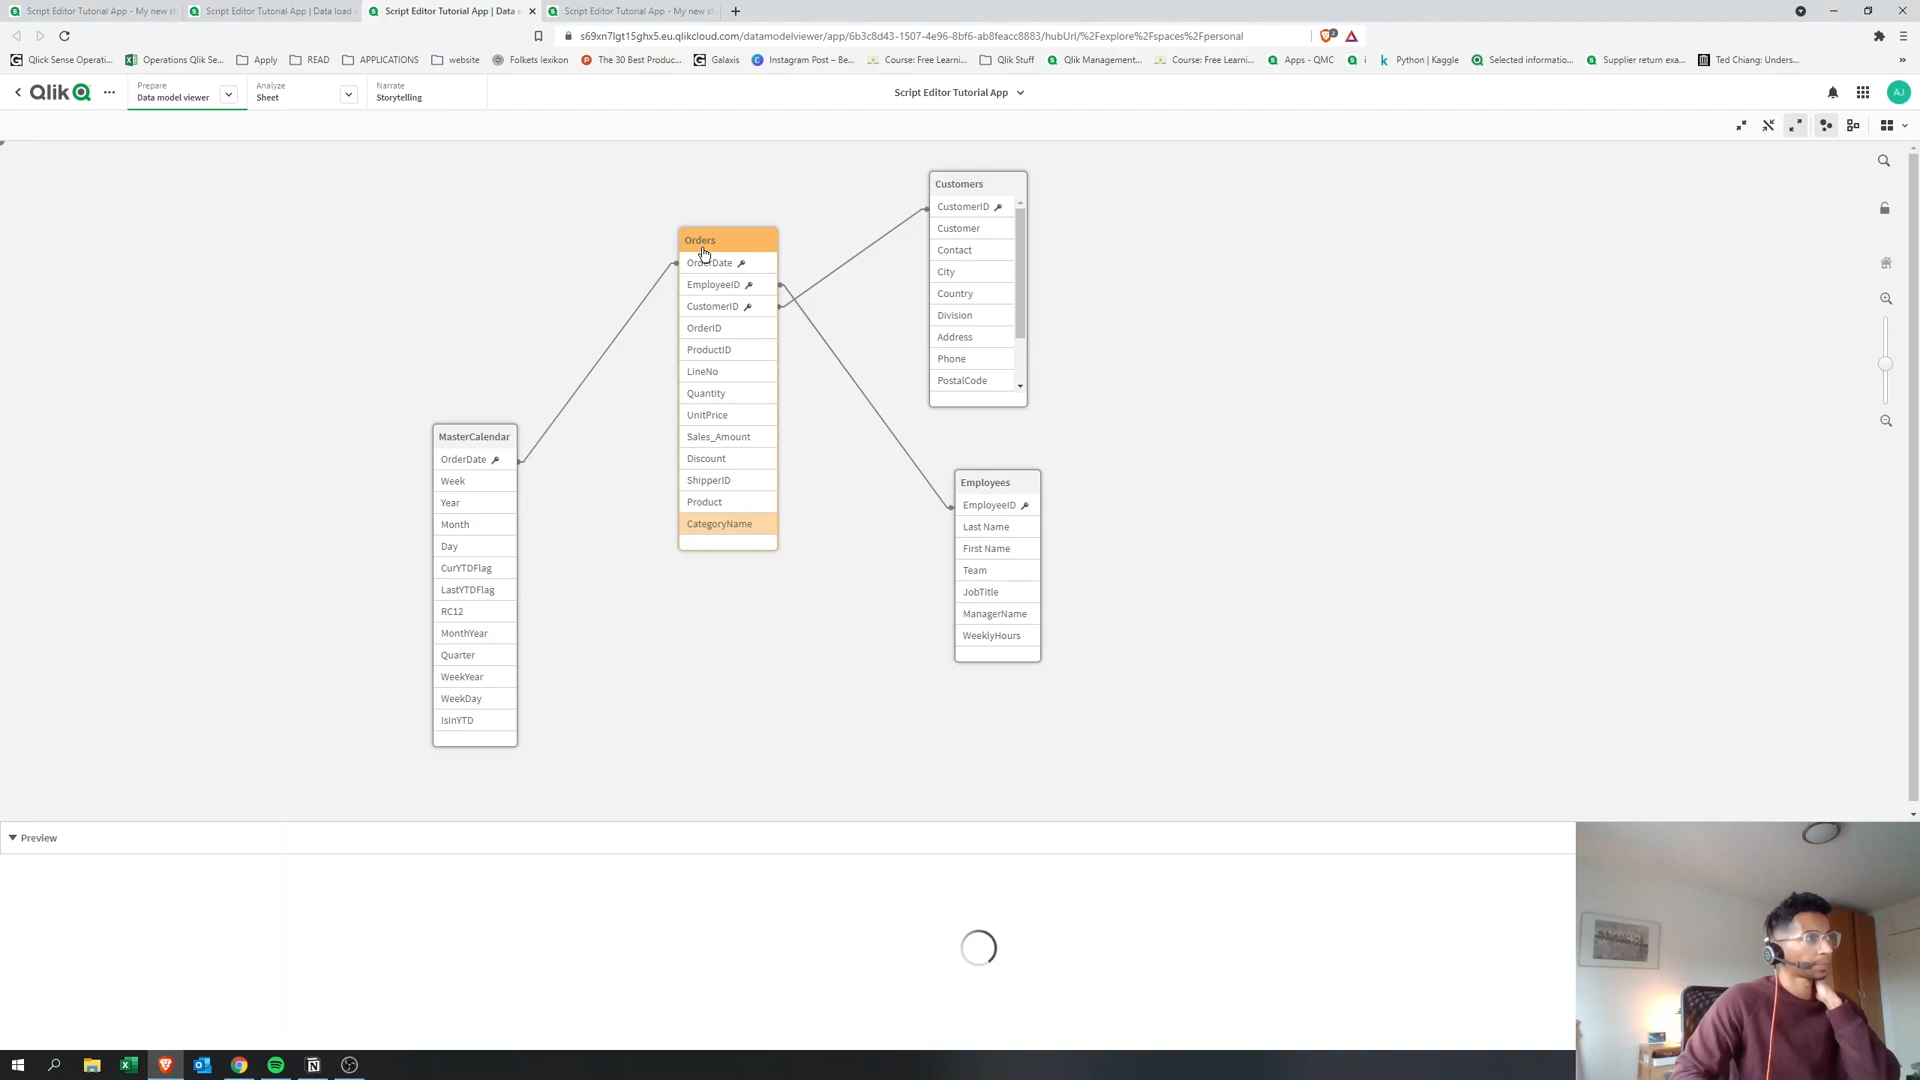 Script Editor Tutorial App - My new s
Script Editor Tutorial App | Data load
Script Editor Tutorial App | Data
Script Editor Tutorial App - My new s
s69xn7lgt15ghx5.eu.qlikcloud.com/datamodelviewer/app/6b3c8d43-1507-4e96-8bf6-ab8feacc8883/hubUrl/%2Fexplore%2Fspaces%2Fpersonal
Qlick Sense Operati...
Operations Qlik Se...
Apply
READ
APPLICATIONS
website
Folkets lexikon
The 30 Best Produc...
Galaxis
Instagram Post – Be...
Course: Free Learni...
Qlik Stuff
Qlik Management...
Course: Free Learni...
Apps - QMC
i
Python | Kaggle
Selected informatio...
Supplier return exa...
Ted Chiang: Unders...
Qlik
Prepare
Data model viewer
Analyze
Sheet
Narrate
Storytelling
Script Editor Tutorial App
AJ
Customers
CustomerID
Customer
Contact
City
Country
Division
Address
Phone
PostalCode
Orders
OrderDate
EmployeeID
CustomerID
OrderID
ProductID
LineNo
Quantity
UnitPrice
Sales_Amount
Discount
ShipperID
Product
CategoryName
MasterCalendar
OrderDate
Week
Year
Month
Day
CurYTDFlag
LastYTDFlag
RC12
MonthYear
Quarter
WeekYear
WeekDay
IsInYTD
Employees
EmployeeID
Last Name
First Name
Team
JobTitle
ManagerName
WeeklyHours
Preview